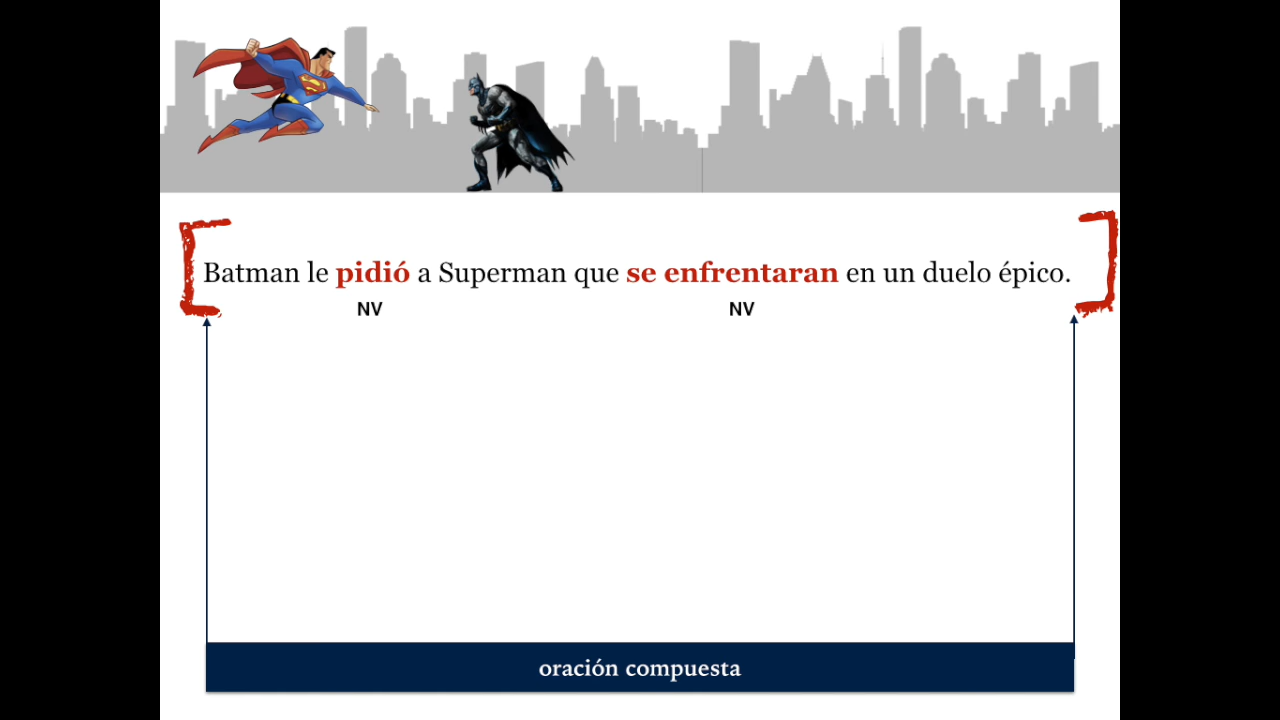 Batman le pidió a Superman que se enfrentaran en un duelo épico.
NV NV
oración compuesta